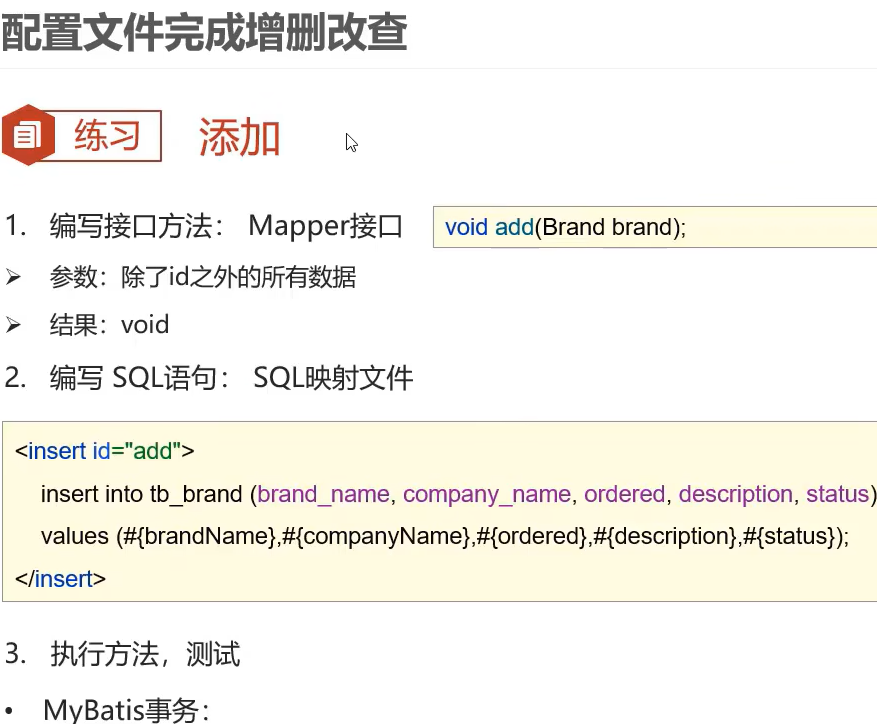 配置文件完成增删改查
练习 添加
1. 编写接口方法： Mapper接口 void add(Brand brand);
➢ 参数：除了id之外的所有数据
➢ 结果：void
2. 编写 SQL语句： SQL映射文件
<insert id="add">
insert into tb_brand (brand_name, company_name, ordered, description, status)
values (#{brandName},#{companyName},#{ordered},#{description},#{status});
</insert>
3. 执行方法，测试
• MyBatis事务：